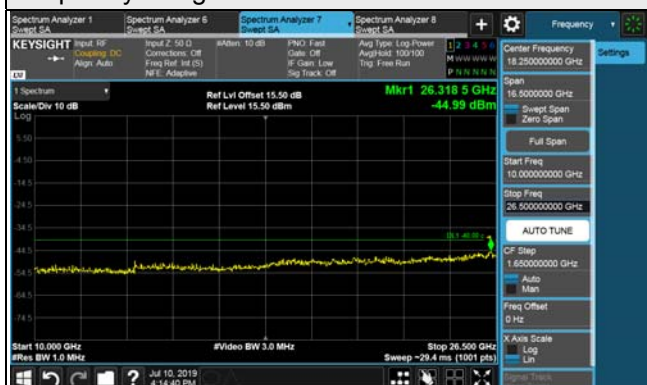 Spectrum Analyzer 1
Swept SA
Spectrum Analyzer 6
Swept SA
Spectrum Analyzer 7
Swept SA
Spectrum Analyzer 8
Swept SA
+
Frequency
KEYSIGHT
Input: RF
Coupling: DC
Align: Auto
Input Z: 50 Ω
Corrections: Off
Freq Ref: Int (S)
NFE: Adaptive
#Atten: 10 dB
PNO: Fast
Gate: Off
IF Gain: Low
Sig Track: Off
Avg Type: Log-Power
Avg|Hold: 100/100
Trig: Free Run
1 2 3 4 5 6
M W W W W W
P N N N N N
Settings
1 Spectrum
Scale/Div 10 dB
Log
Ref Lvl Offset 15.50 dB
Ref Level 15.50 dBm
Mkr1 26.318 5 GHz
-44.99 dBm
5.50
-4.50
-14.5
-24.5
-34.5
-44.5
-54.5
-64.5
-74.5
Start 10.000 GHz
#Res BW 1.0 MHz
#Video BW 3.0 MHz
Stop 26.500 GHz
Sweep ~29.4 ms (1001 pts)
Center Frequency
18.250000000 GHz
Span
16.5000000 GHz
Swept Span
Zero Span
Full Span
Start Freq
10.000000000 GHz
Stop Freq
26.500000000 GHz
AUTO TUNE
CF Step
1.650000000 GHz
Auto
Man
Freq Offset
0 Hz
X Axis Scale
Log
Lin
Signal Track
Jul 10, 2019
4:14:40 PM